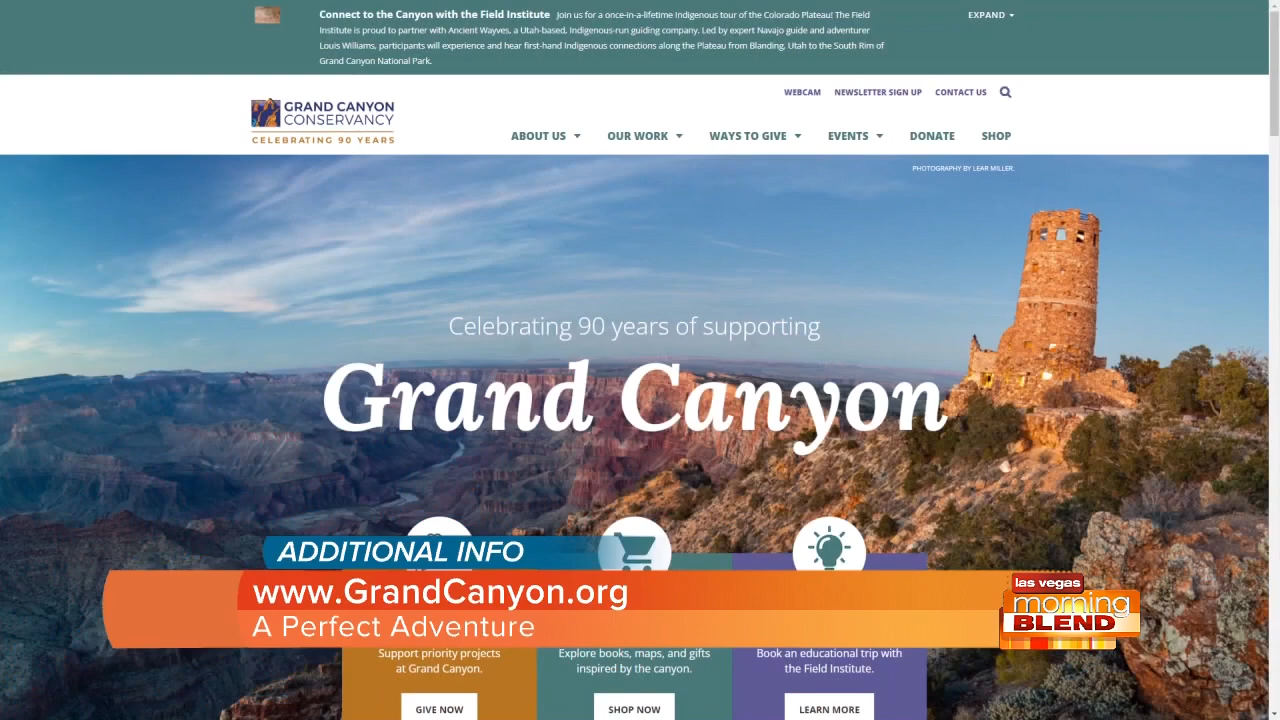 Connect to the Canyon with the Field Institute Join us for a once-in-a-lifetime Indigenous tour of the Colorado Plateau! The Field
Institute is proud to partner with Ancient Wayves, a Utah-based, Indigenous-run guiding company. Led by expert Navajo guide and adventurer
Louis Williams, participants will experience and hear first-hand Indigenous connections along the Plateau from Blanding, Utah to the South Rim of
Grand Canyon National Park.
EXPAND
WEBCAM NEWSLETTER SIGN UP CONTACT US
GRAND CANYON
CONSERVANCY
CELEBRATING 90 YEARS
ABOUT US OUR WORK WAYS TO GIVE EVENTS DONATE SHOP
PHOTOGRAPHY BY LEAR MILLER.
Celebrating 90 years of supporting
Grand Canyon
ADDITIONAL INFO
www.GrandCanyon.org
A Perfect Adventure
las vegas
morning
BLEND
Support priority projects
at Grand Canyon.
GIVE NOW
Explore books, maps, and gifts
inspired by the canyon.
SHOP NOW
Book an educational trip with
the Field Institute.
LEARN MORE